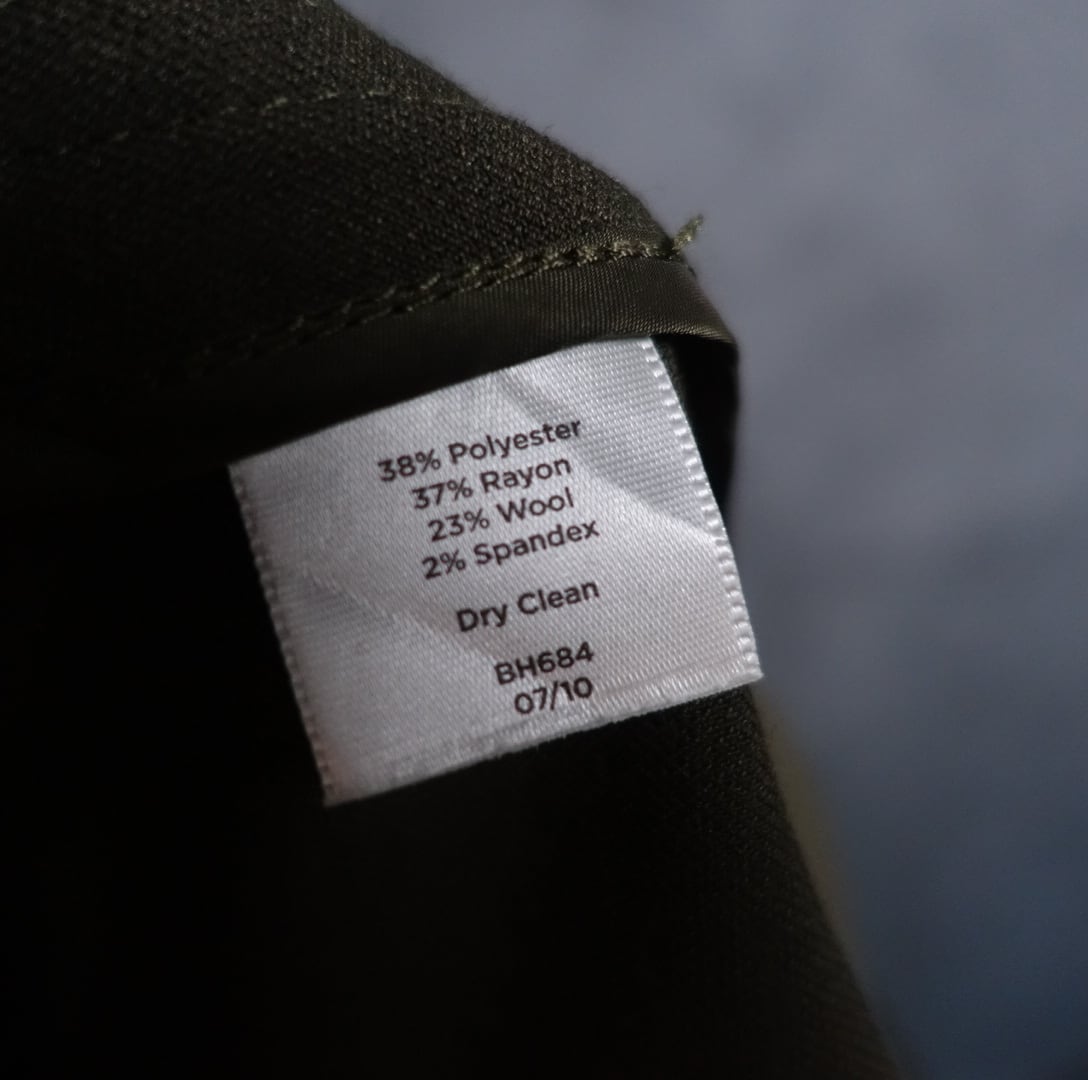 38% Polyester
37% Rayon
23% Wool
2% Spandex
Dry Clean
BH684
07/10